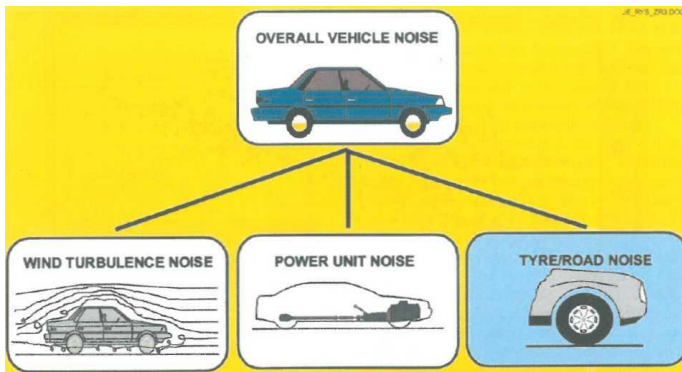 OVERALL VEHICLE NOISE
WIND TURBULENCE NOISE
POWER UNIT NOISE
TYRE/ROAD NOISE